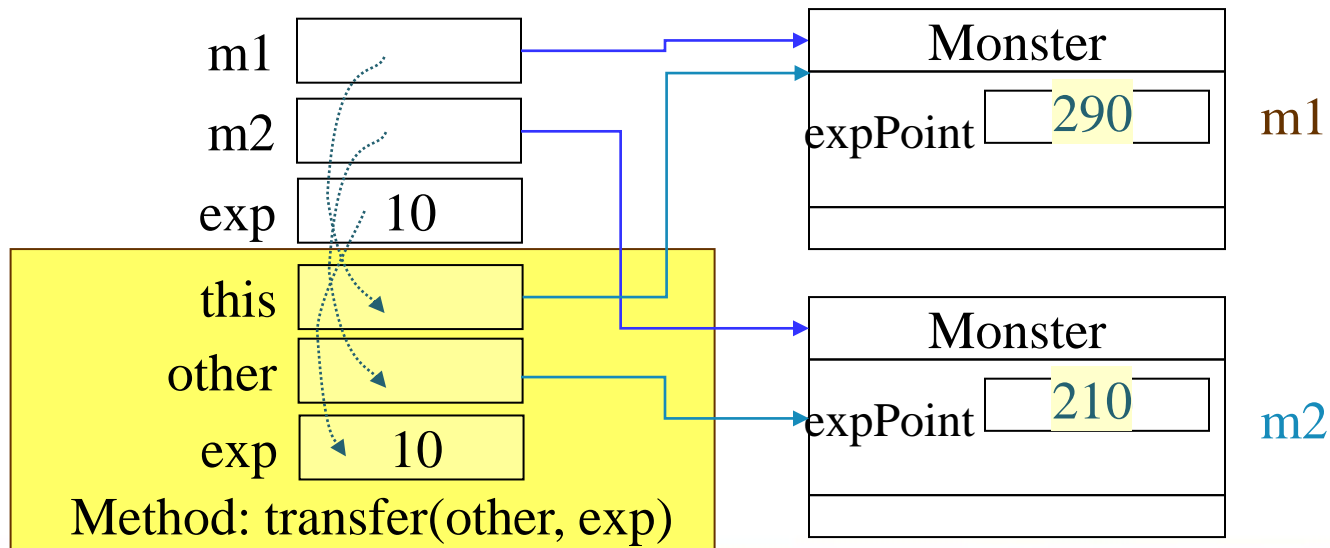 m1
m2
exp 10
this
other
exp 10
Method: transfer(other, exp)
Monster
expPoint 290
m1
Monster
expPoint 210
m2